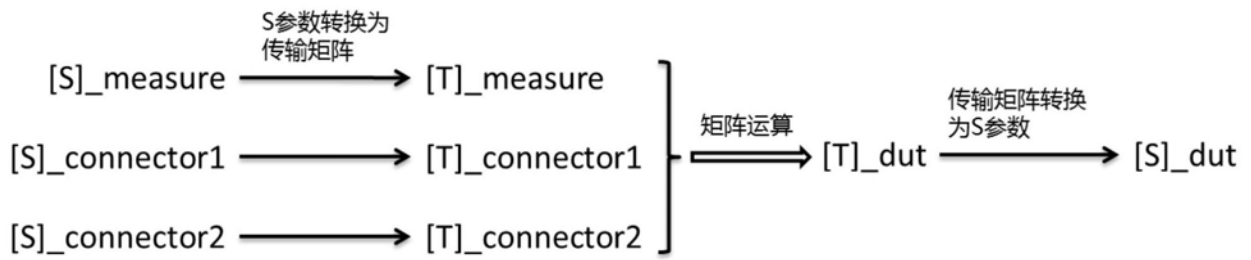 S参数转换为
传输矩阵
[S]_measure [T]_measure
传输矩阵转换
为S参数
矩阵运算
[S]_connector1 [T]_connector1 [T]_dut [S]_dut
[S]_connector2 [T]_connector2